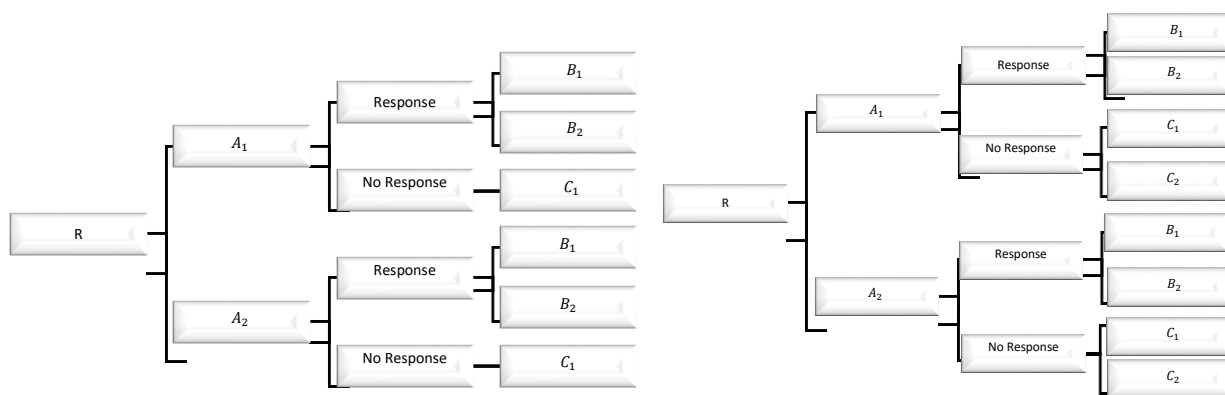 R
A₁
Response
B₁
B₂
No Response
C₁
A₂
Response
B₁
B₂
No Response
C₁
R
A₁
Response
B₁
B₂
No Response
C₁
C₂
A₂
Response
B₁
B₂
No Response
C₁
C₂